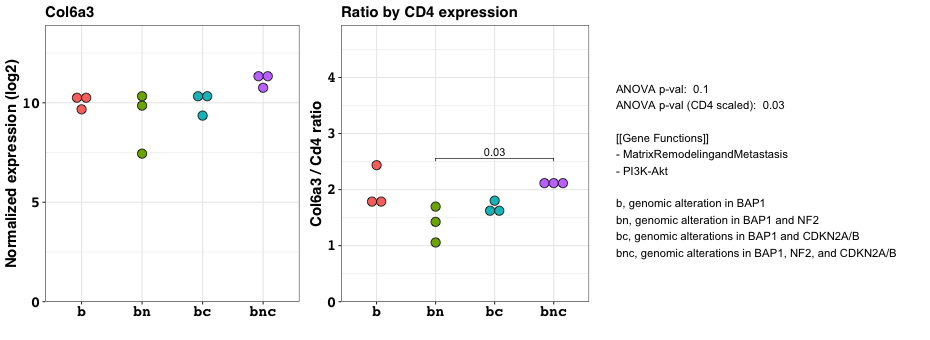 Col6a3
Normalized expression (log2)
10
5
0
b
bn
bc
bnc
Ratio by CD4 expression
Col6a3 / Cd4 ratio
4
3
2
1
0
0.03
b
bn
bc
bnc
ANOVA p-val:  0.1
ANOVA p-val (CD4 scaled):  0.03
[[Gene Functions]]
- MatrixRemodelingandMetastasis
- PI3K-Akt
b, genomic alteration in BAP1
bn, genomic alteration in BAP1 and NF2
bc, genomic alterations in BAP1 and CDKN2A/B
bnc, genomic alterations in BAP1, NF2, and CDKN2A/B